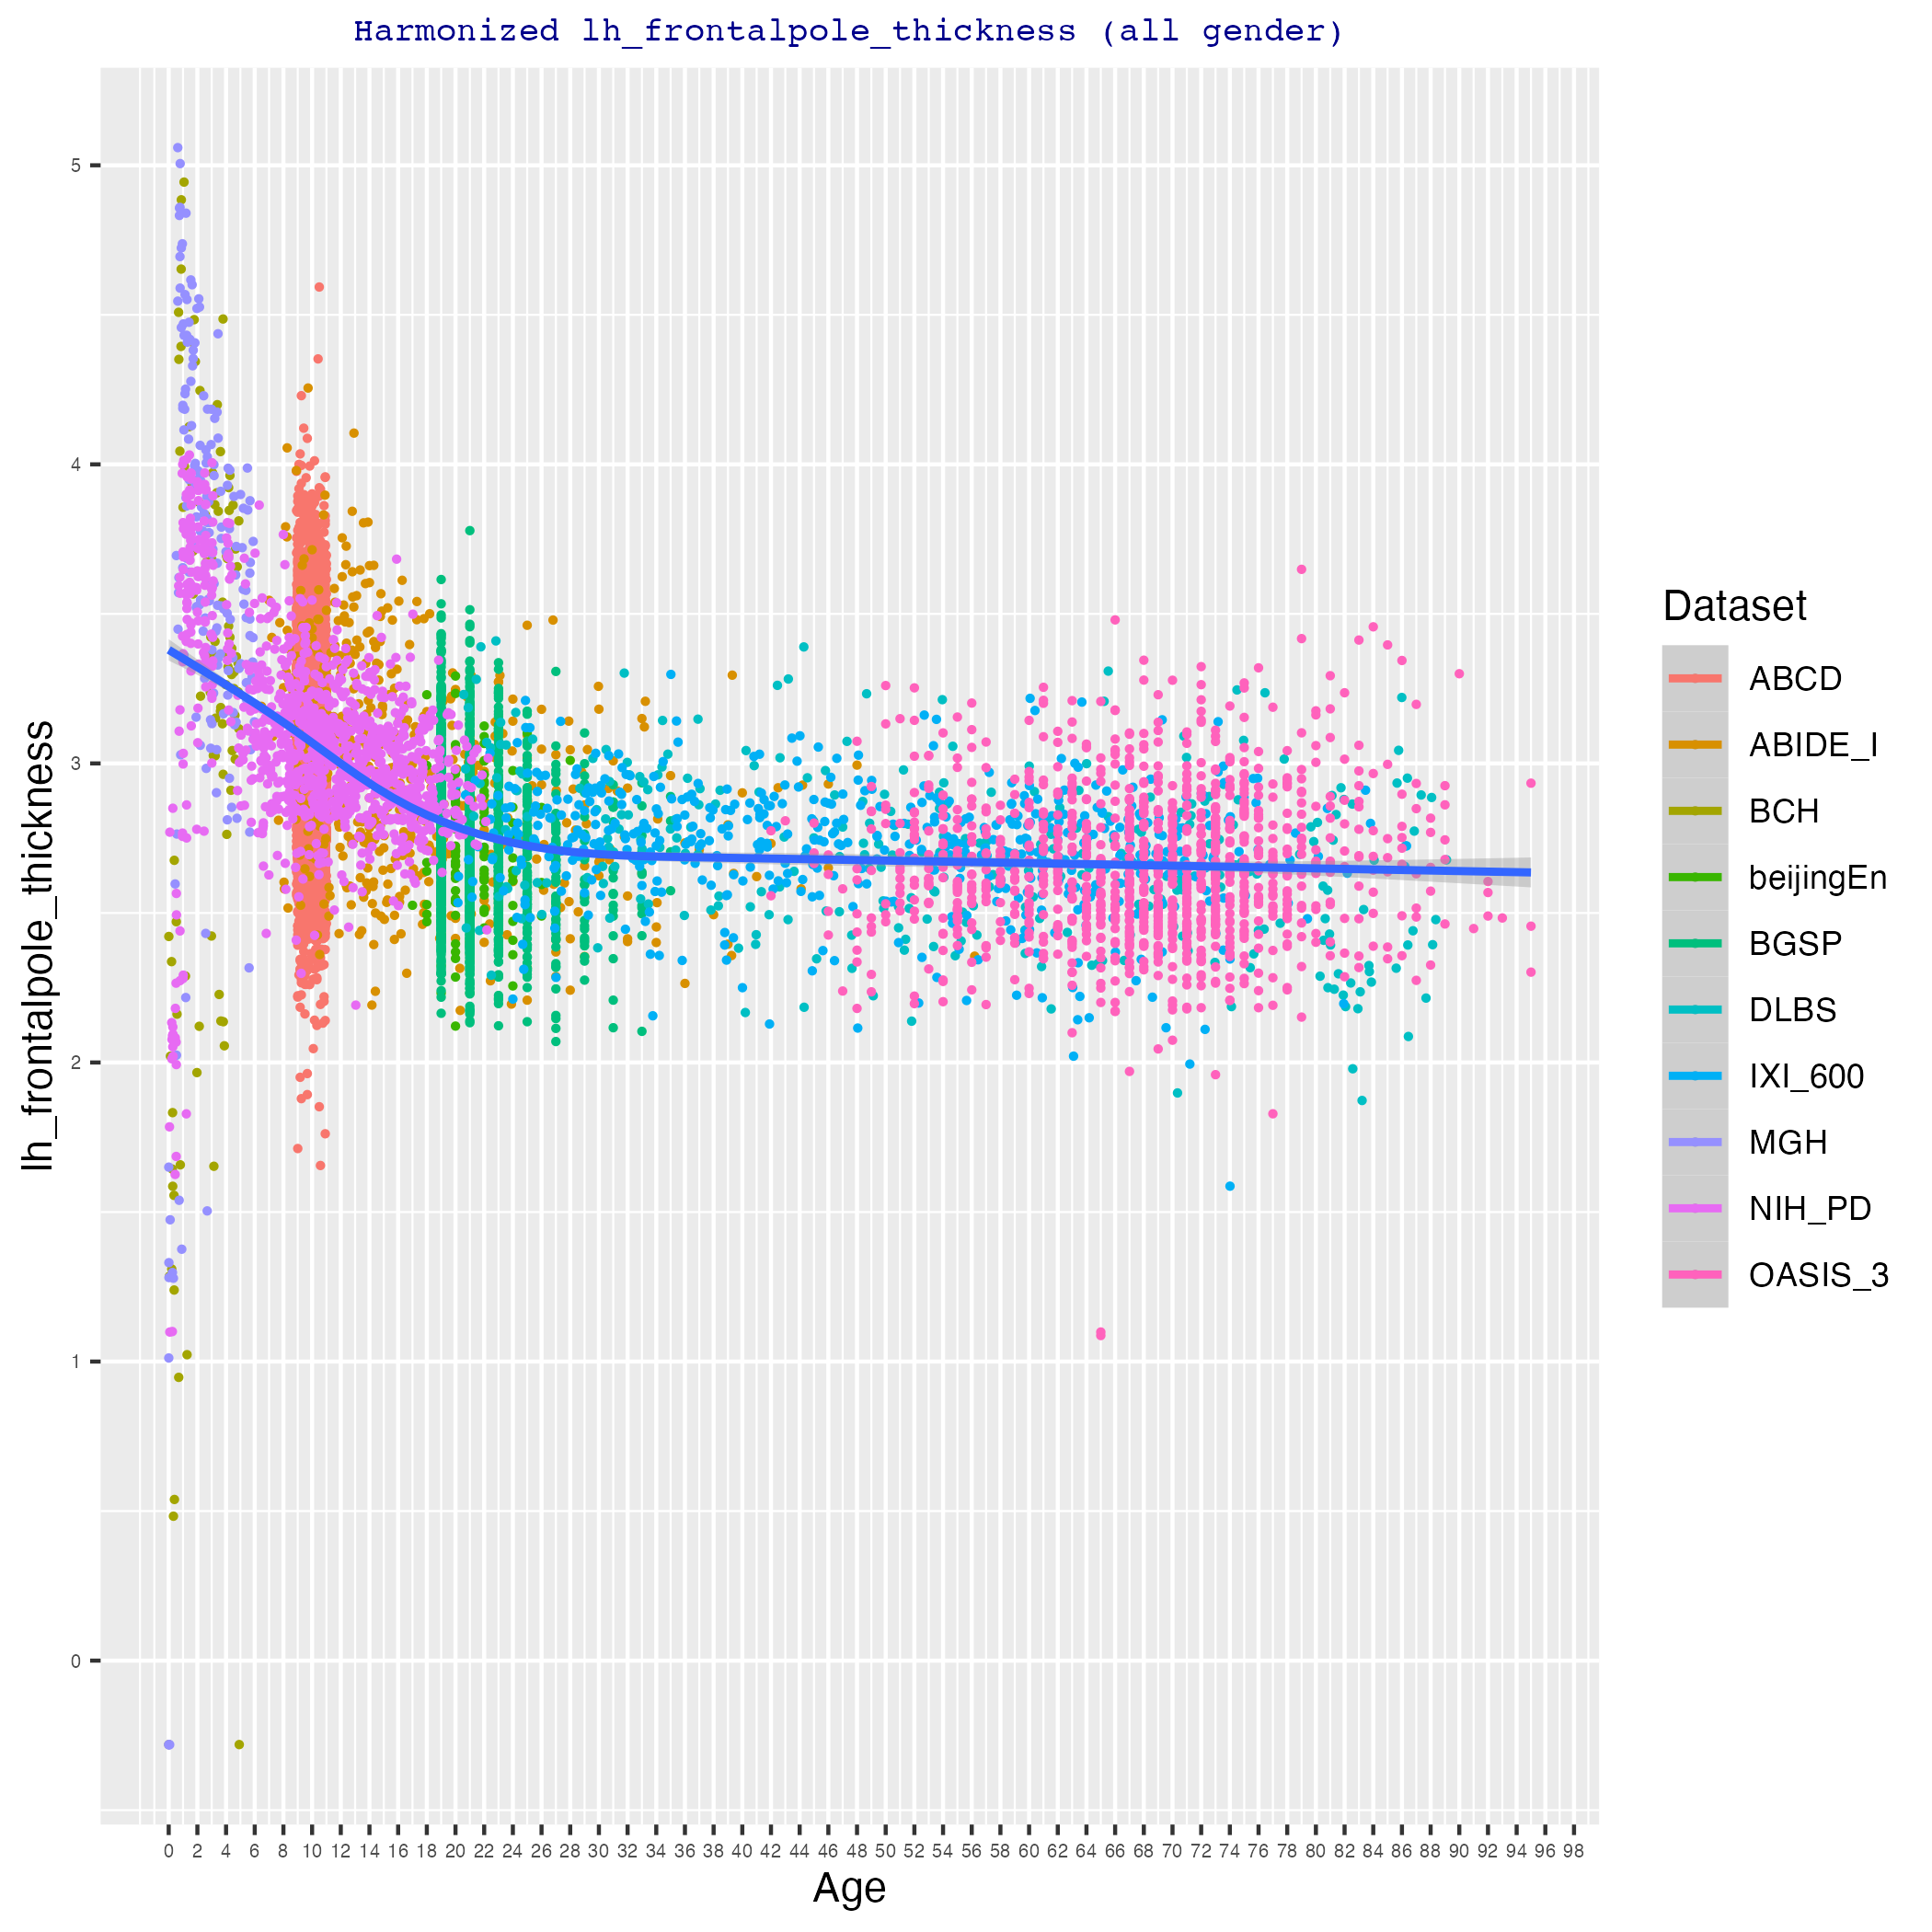 Harmonized lh_frontalpole_thickness (all gender)
lh_frontalpole_thickness
5
4
3
2
1
0
0 2 4 6 8 10 12 14 16 18 20 22 24 26 28 30 32 34 36 38 40 42 44 46 48 50 52 54 56 58 60 62 64 66 68 70 72 74 76 78 80 82 84 86 88 90 92 94 96 98
Age
Dataset
ABCD
ABIDE_I
BCH
beijingEn
BGSP
DLBS
IXI_600
MGH
NIH_PD
OASIS_3